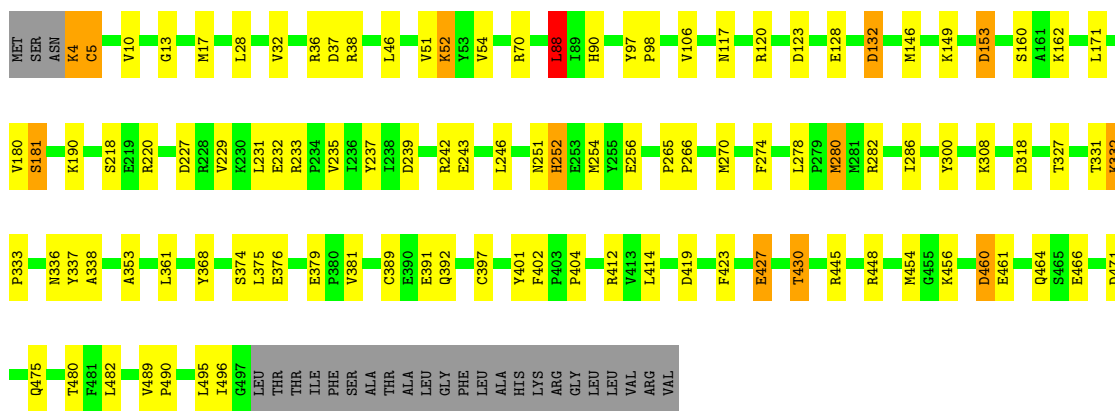 MET SER ASN K4 C5 V10 G13 M17 L28 V32 R36 D37 R38 L46 V51 K52 Y53 V54 R70 L88 I89 H90 Y97 P98 V106 N117 R120 D123 E128 D132 M146 K149 D153 S160 A161 K162 L171
V180 S181 K190 S218 E219 R220 D227 R228 V229 K230 L231 E232 R233 P234 V235 I236 Y237 I238 D239 R242 E243 L246 N251 H252 E253 M254 Y255 E256 P265 P266 M270 F274 L278 P279 M280 M281 R282 I286 Y300 K308 D318 T327 T331 K332
P333 N336 Y337 A338 A353 L361 Y368 S374 L375 E376 E379 P380 V381 C389 E390 E391 Q392 C397 Y401 F402 P403 P404 R412 V413 L414 D419 F423 E427 T430 R445 R448 M454 G455 K456 D460 E461 Q464 S465 E466
Q475 T480 F481 L482 V489 P490 L495 I496 G497 LEU THR THR ILE PHE SER ALA THR ALA LEU GLY PHE LEU ALA HIS LYS ARG GLY LEU LEU VAL ARG VAL